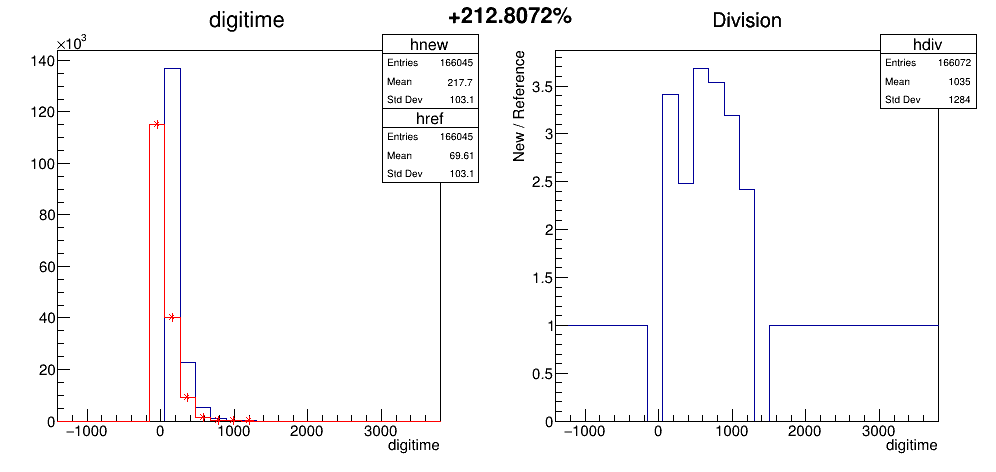 +212.8072%
digitime
×10³
hnew
Entries 166045
Mean 217.7
Std Dev 103.1
href
Entries 166045
Mean 69.61
Std Dev 103.1
140
120
100
80
60
40
20
0
−1000 0 1000 2000 3000
digitime
Division
hdiv
Entries 166072
Mean 1035
Std Dev 1284
New / Reference
3.5
3
2.5
2
1.5
1
0.5
0
−1000 0 1000 2000 3000
digitime